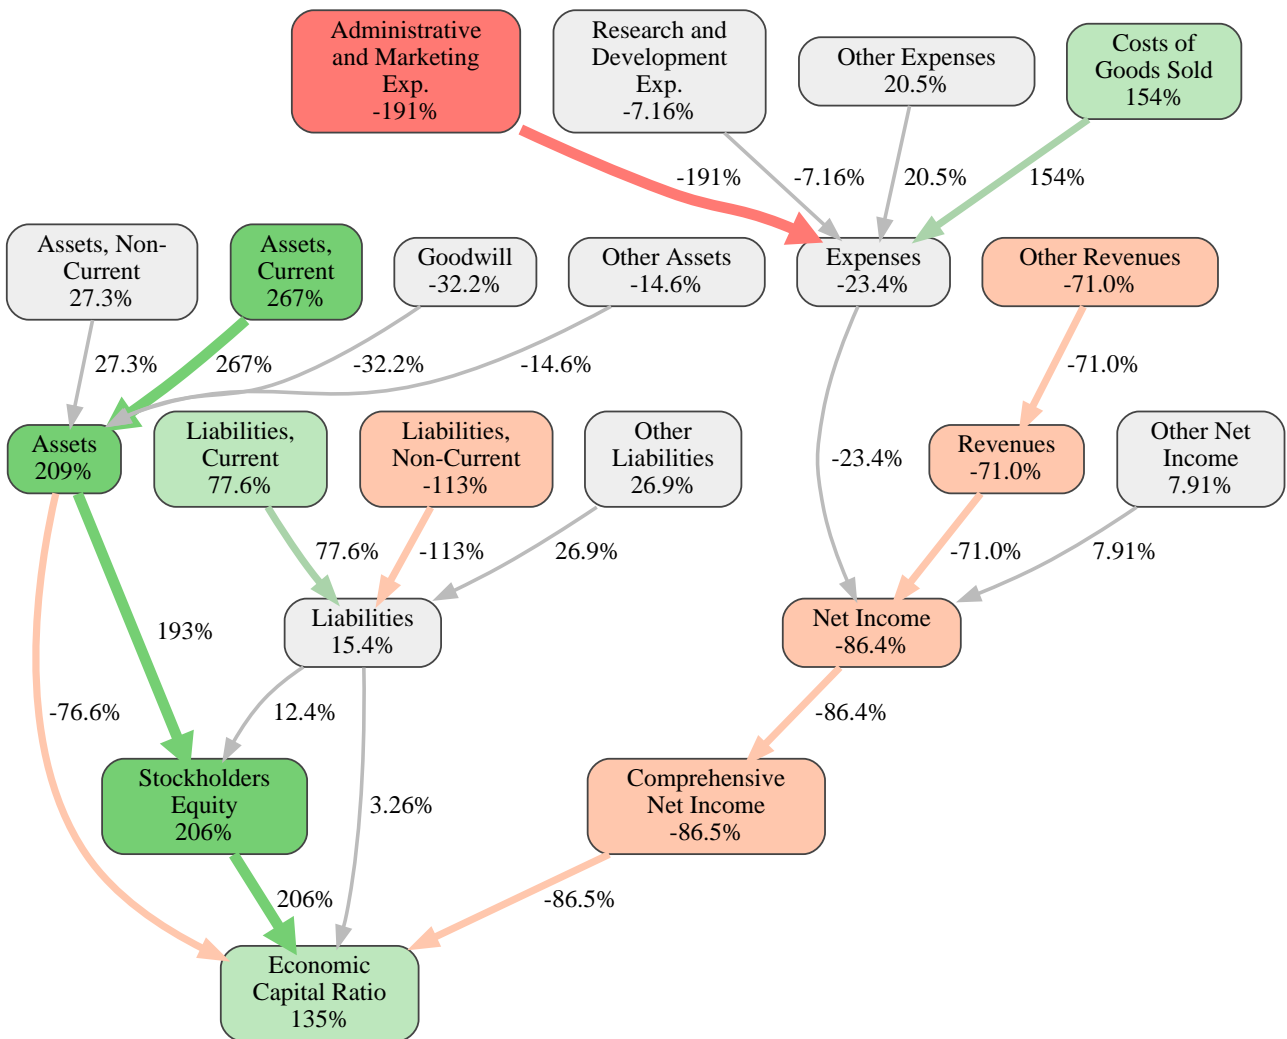 Administrative
and Marketing
Exp.
-191%
Research and
Development
Exp.
-7.16%
Other Expenses
20.5%
Costs of
Goods Sold
154%
-191%
-7.16%
20.5%
154%
Assets, Non-
Current
27.3%
Assets,
Current
267%
Goodwill
-32.2%
Other Assets
-14.6%
Expenses
-23.4%
Other Revenues
-71.0%
27.3%
267%
-32.2%
-14.6%
-71.0%
Assets
209%
Liabilities,
Current
77.6%
Liabilities,
Non-Current
-113%
Other
Liabilities
26.9%
-23.4%
Revenues
-71.0%
Other Net
Income
7.91%
77.6%
-113%
26.9%
-71.0%
7.91%
193%
Liabilities
15.4%
Net Income
-86.4%
-76.6%
12.4%
-86.4%
Stockholders
Equity
206%
3.26%
Comprehensive
Net Income
-86.5%
206%
-86.5%
Economic
Capital Ratio
135%